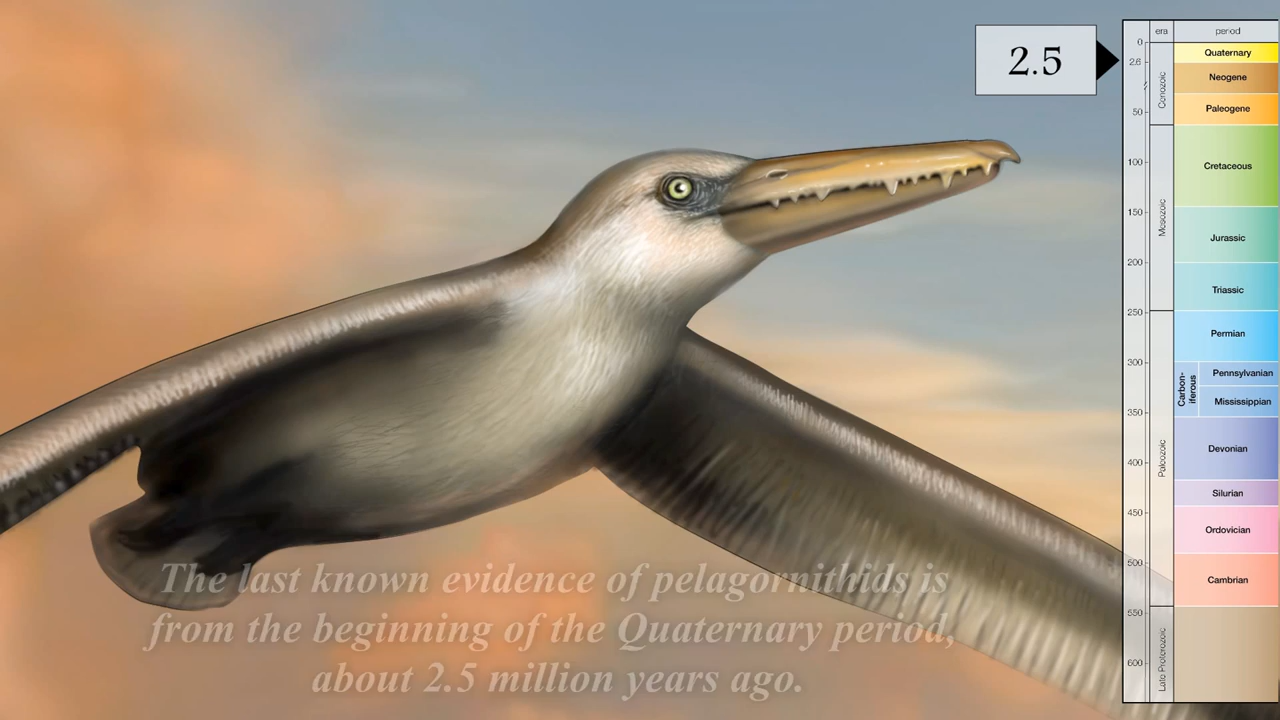 2.5
era
period
0
2.6
50
100
150
200
250
300
350
400
450
500
550
600
Cenozoic
Mesozoic
Paleozoic
Late Proterozoic
Quaternary
Neogene
Paleogene
Cretaceous
Jurassic
Triassic
Permian
Carbon-
iferous
Pennsylvanian
Mississippian
Devonian
Silurian
Ordovician
Cambrian
The last known evidence of pelagornithids is
from the beginning of the Quaternary period,
about 2.5 million years ago.